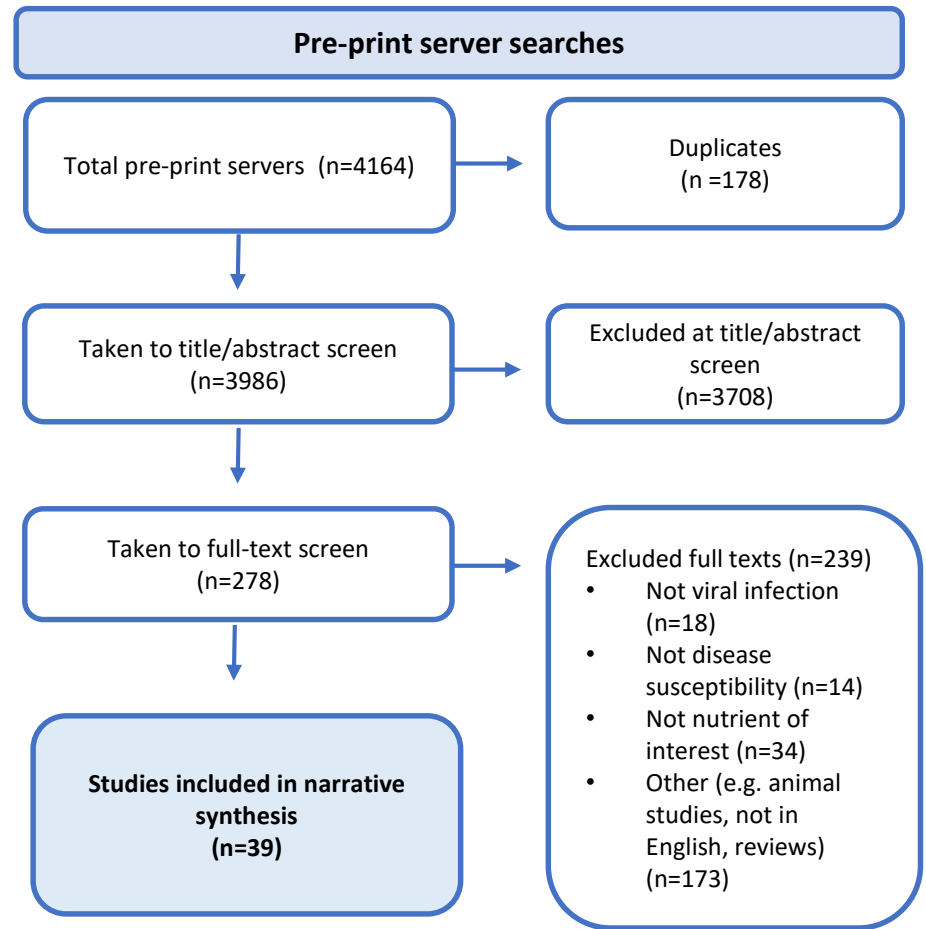 Pre-print server searches
Total pre-print servers  (n=4164)
Duplicates
(n =178)
Taken to title/abstract screen
(n=3986)
Excluded at title/abstract
screen
(n=3708)
Taken to full-text screen
(n=278)
Excluded full texts (n=239)
• Not viral infection
(n=18)
• Not disease
susceptibility (n=14)
• Not nutrient of
interest (n=34)
• Other (e.g. animal
studies, not in
English, reviews)
(n=173)
Studies included in narrative
synthesis
(n=39)